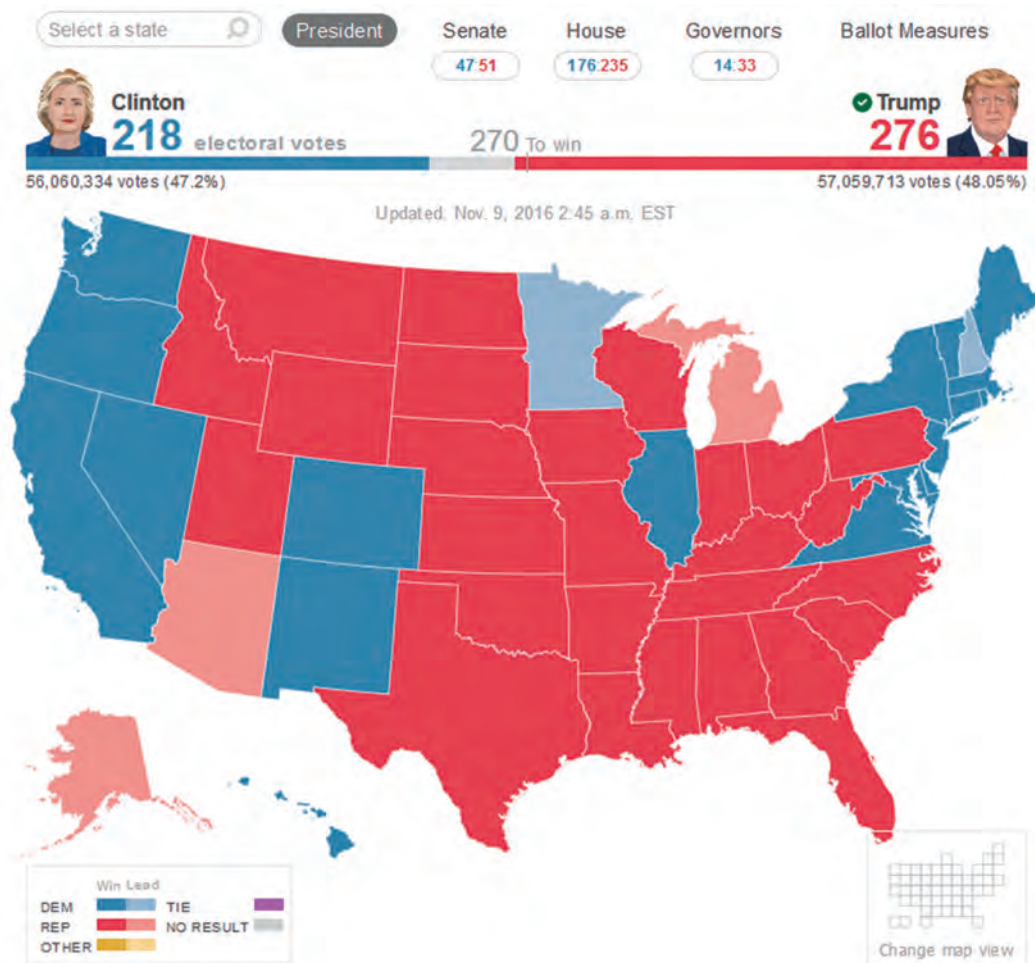 Select a state
President
Senate
House
Governors
Ballot Measures
47:51
176:235
14:33
Clinton
218 electoral votes
270 To win
Trump
276
56,060,334 votes (47.2%)
57,059,713 votes (48.05%)
Updated. Nov. 9, 2016 2:45 a.m. EST
Win Lead
DEM
TIE
REP
NO RESULT
OTHER
Change map view